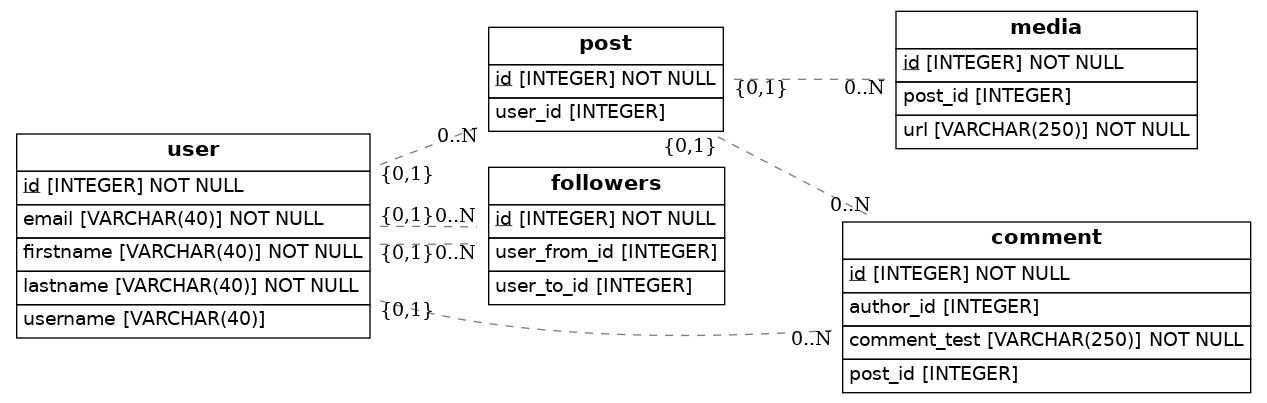 user
id [INTEGER] NOT NULL
email [VARCHAR(40)] NOT NULL
firstname [VARCHAR(40)] NOT NULL
lastname [VARCHAR(40)] NOT NULL
username [VARCHAR(40)]
post
id [INTEGER] NOT NULL
user_id [INTEGER]
followers
id [INTEGER] NOT NULL
user_from_id [INTEGER]
user_to_id [INTEGER]
media
id [INTEGER] NOT NULL
post_id [INTEGER]
url [VARCHAR(250)] NOT NULL
comment
id [INTEGER] NOT NULL
author_id [INTEGER]
comment_test [VARCHAR(250)] NOT NULL
post_id [INTEGER]
0..N
{0,1}
{0,1}
0..N
{0,1}
0..N
{0,1}
0..N
{0,1}
0..N
{0,1}
0..N